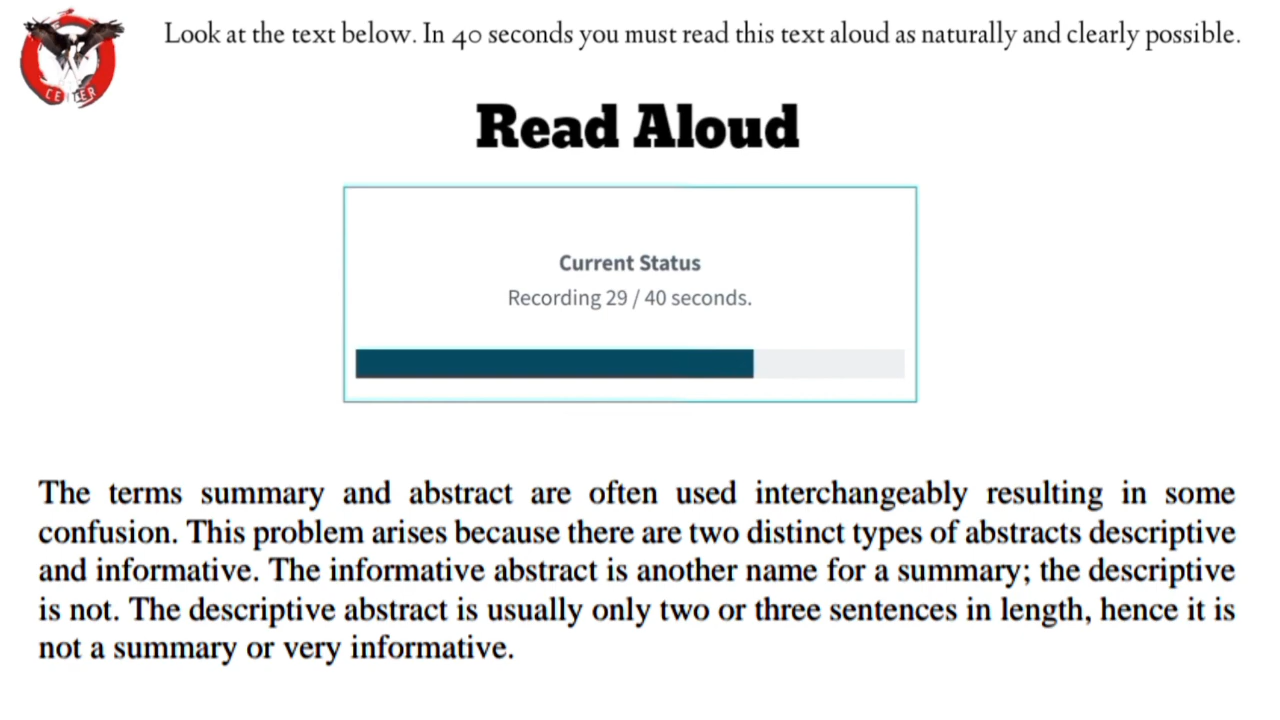 Look at the text below. In 40 seconds you must read this text aloud as naturally and clearly possible.
CENTER
Read Aloud
Current Status
Recording 29 / 40 seconds.
The terms summary and abstract are often used interchangeably resulting in some
confusion. This problem arises because there are two distinct types of abstracts descriptive
and informative. The informative abstract is another name for a summary; the descriptive
is not. The descriptive abstract is usually only two or three sentences in length, hence it is
not a summary or very informative.